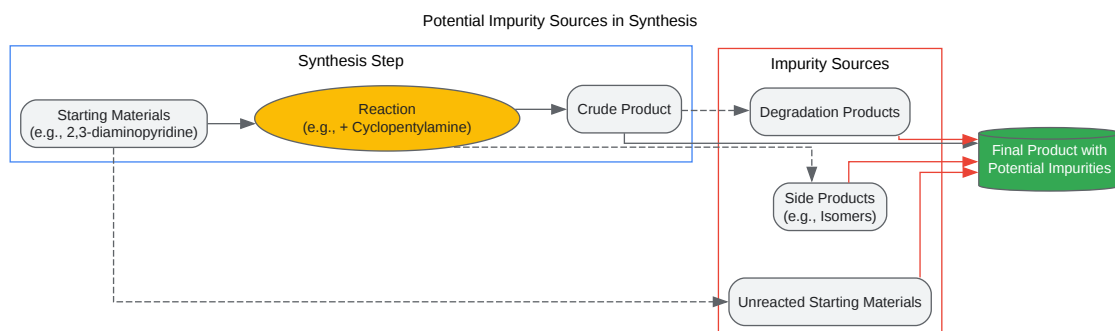 Potential Impurity Sources in Synthesis
Synthesis Step
Impurity Sources
Starting Materials
(e.g., 2,3-diaminopyridine)
Reaction
(e.g., + Cyclopentylamine)
Crude Product
Degradation Products
Final Product with
Potential Impurities
Side Products
(e.g., Isomers)
Unreacted Starting Materials